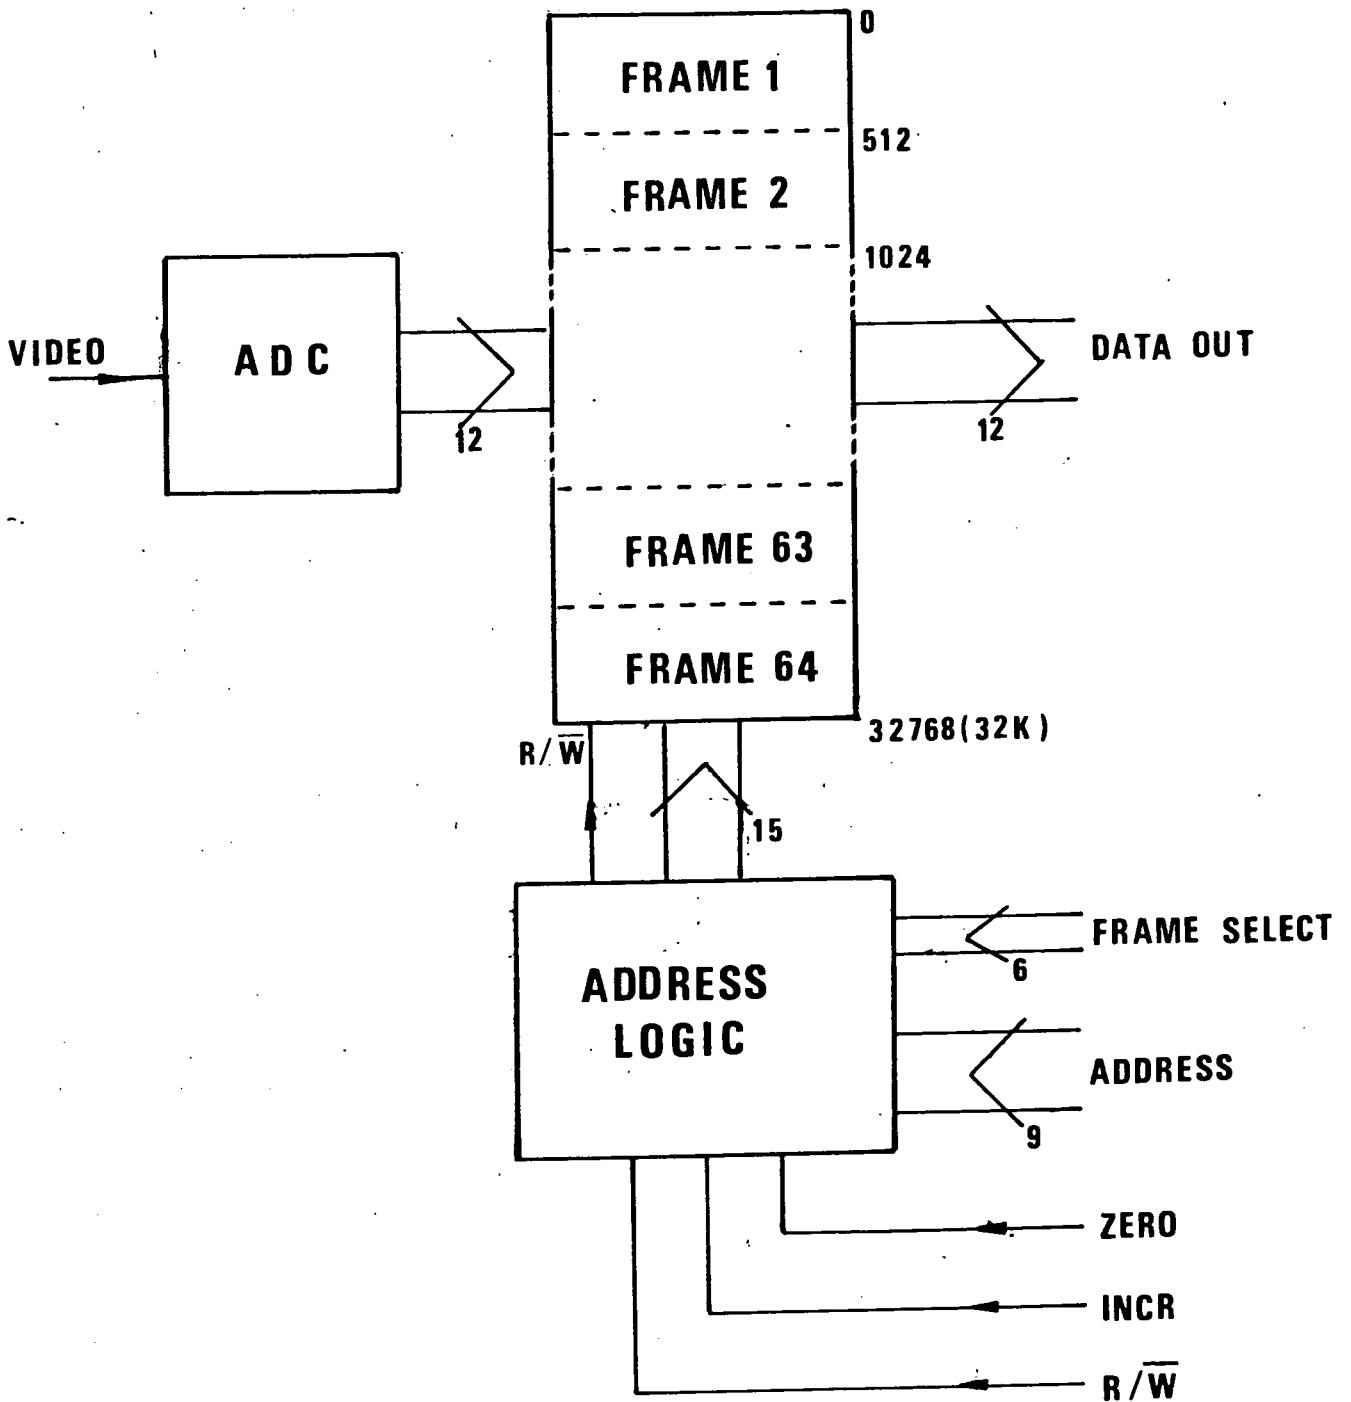 0
FRAME 1
512
FRAME 2
1024
VIDEO
ADC
12
DATA OUT
12
FRAME 63
FRAME 64
32768(32K)
R/W̅
15
FRAME SELECT
6
ADDRESS
LOGIC
ADDRESS
9
ZERO
INCR
R/W̅